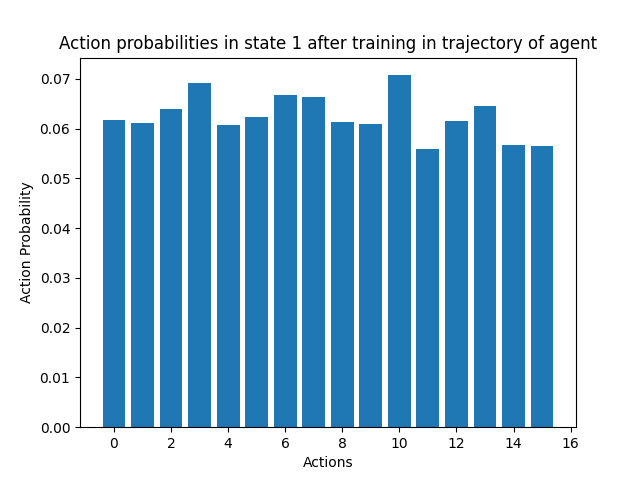 Action probabilities in state 1 after training in trajectory of agent
0.07
0.06
0.05
0.04
0.03
0.02
0.01
0.00
Action Probability
0 2 4 6 8 10 12 14 16
Actions